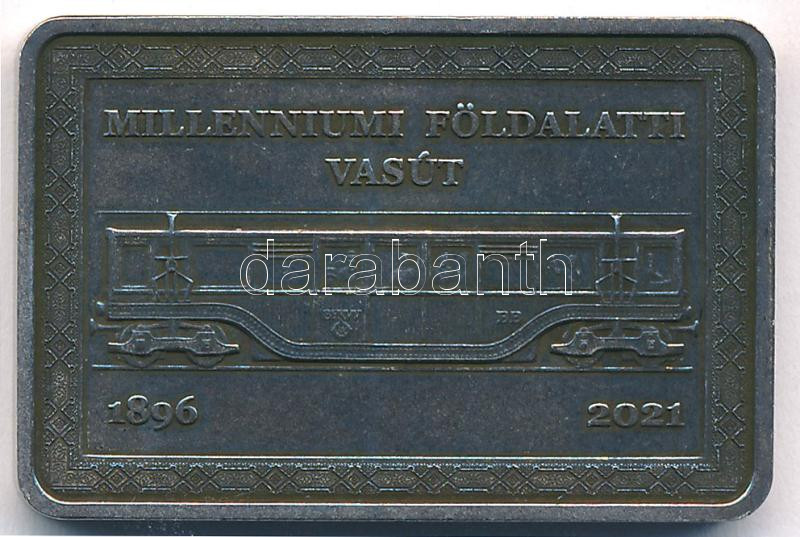 MILLENNIUMI FÖLDALATTI
VASÚT
darabanth
1896
2021